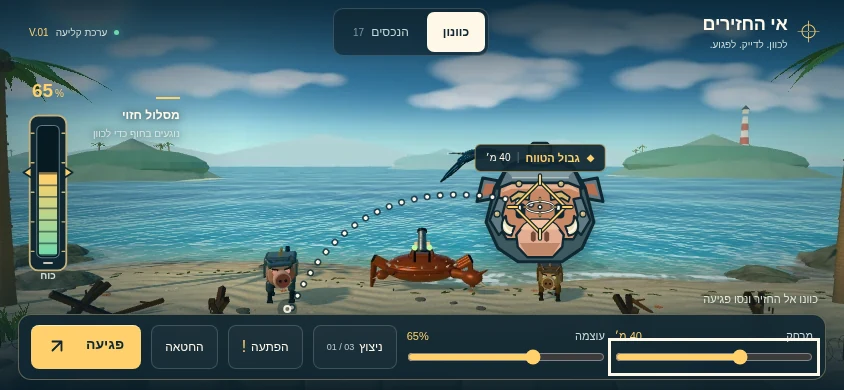 אי החזירים
לכוון. לדייק. לפגוע.
כוונון
הנכסים 17
ערכת קליעה V.01
65%
מסלול חזוי
נוגעים בחוף כדי לכוון
גבול הטווח 40 מ׳
כוח
כוונו אל החזיר ונסו פגיעה
מרחק 40 מ׳
עוצמה 65%
ניצוץ 01 / 03
הפתעה !
החטאה
פגיעה